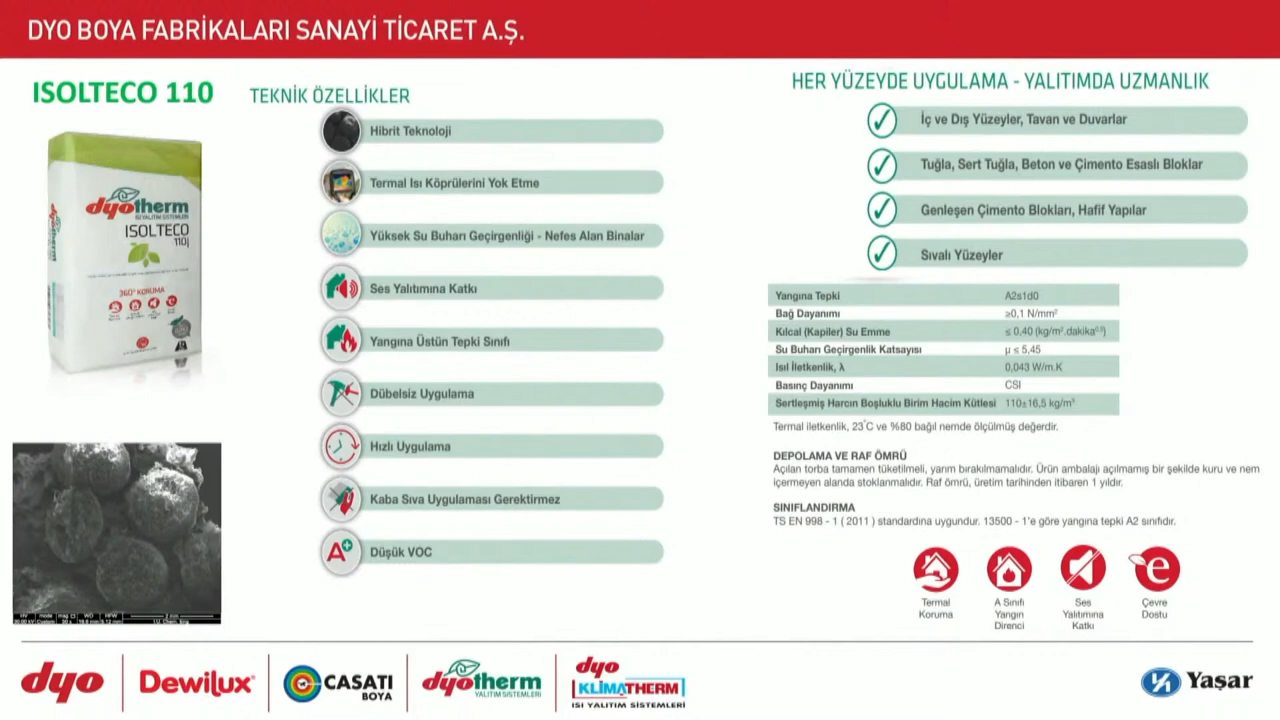 DYO BOYA FABRİKALARI SANAYİ TİCARET A.Ş.
ISOLTECO 110
TEKNİK ÖZELLİKLER
Hibrit Teknoloji
Termal Isı Köprülerini Yok Etme
Yüksek Su Buharı Geçirgenliği - Nefes Alan Binalar
Ses Yalıtımına Katkı
Yangına Üstün Tepki Sınıfı
Dübelsiz Uygulama
Hızlı Uygulama
Kaba Sıva Uygulaması Gerektirmez
A+
Düşük VOC
dyotherm
ISI YALITIM SİSTEMLERİ
ISOLTECO
110
360° KORUMA
dyotherm
HER YÜZEYDE UYGULAMA - YALITIMDA UZMANLIK
İç ve Dış Yüzeyler, Tavan ve Duvarlar
Tuğla, Sert Tuğla, Beton ve Çimento Esaslı Bloklar
Genleşen Çimento Blokları, Hafif Yapılar
Sıvalı Yüzeyler
Yangına Tepki A2s1d0
Bağ Dayanımı ≥0,1 N/mm²
Kılcal (Kapiler) Su Emme ≤ 0,40 (kg/m².dakika⁰·⁵)
Su Buharı Geçirgenlik Katsayısı µ ≤ 5,45
Isıl İletkenlik, λ 0,043 W/m.K
Basınç Dayanımı CSI
Sertleşmiş Harcın Boşluklu Birim Hacim Kütlesi 110±16,5 kg/m³
Termal iletkenlik, 23°C ve %80 bağıl nemde ölçülmüş değerdir.
DEPOLAMA VE RAF ÖMRÜ
Açılan torba tamamen tüketilmeli, yarım bırakılmamalıdır. Ürün ambalajı açılmamış bir şekilde kuru ve nem
içermeyen alanda stoklanmalıdır. Raf ömrü, üretim tarihinden itibaren 1 yıldır.
SINIFLANDIRMA
TS EN 998 - 1 ( 2011 ) standardına uygundur. 13500 - 1'e göre yangına tepki A2 sınıfıdır.
Termal
Koruma
A Sınıfı
Yangın
Direnci
Ses
Yalıtımına
Katkı
e
Çevre
Dostu
dyo
Dewilux
CASATI
BOYA
dyotherm
YALITIM SİSTEMLERİ
dyo
KLİMATHERM
ISI YALITIM SİSTEMLERİ
Yaşar